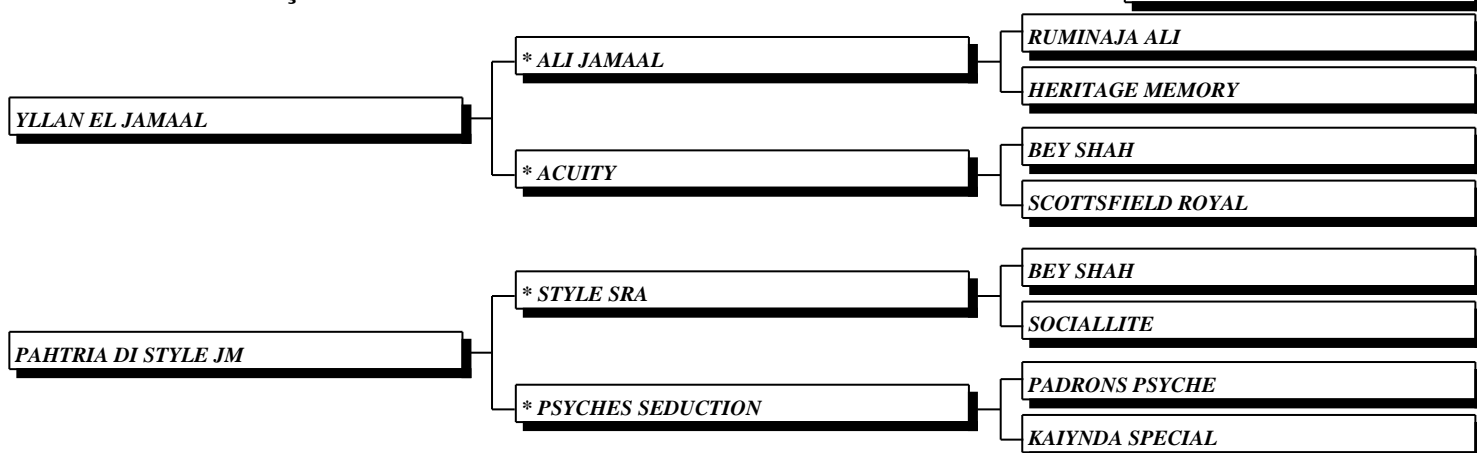 RUMINAJA ALI
* ALI JAMAAL
HERITAGE MEMORY
YLLAN EL JAMAAL
BEY SHAH
* ACUITY
SCOTTSFIELD ROYAL
BEY SHAH
* STYLE SRA
SOCIALLITE
PAHTRIA DI STYLE JM
PADRONS PSYCHE
* PSYCHES SEDUCTION
KAIYNDA SPECIAL